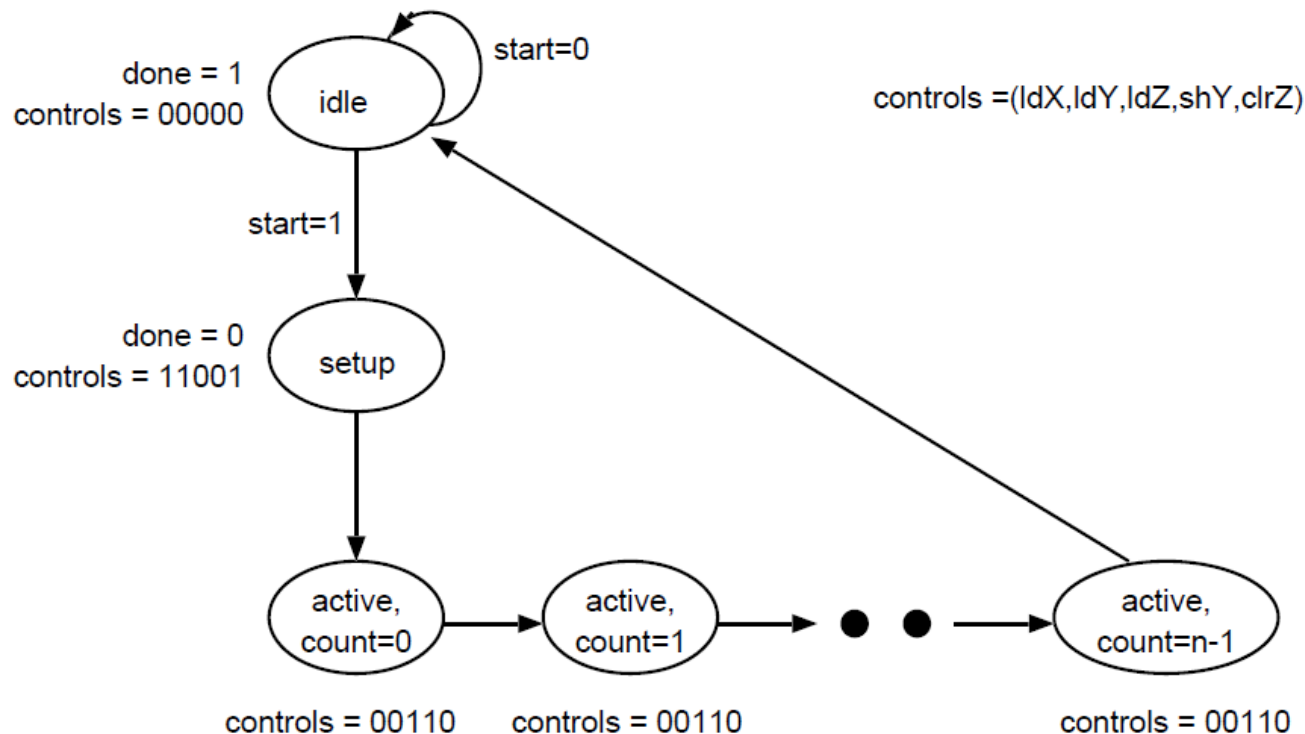 start=0
done = 1
controls = 00000
idle
controls =(ldX,ldY,ldZ,shY,clrZ)
start=1
done = 0
controls = 11001
setup
active,
count=0
active,
count=1
active,
count=n-1
controls = 00110
controls = 00110
controls = 00110